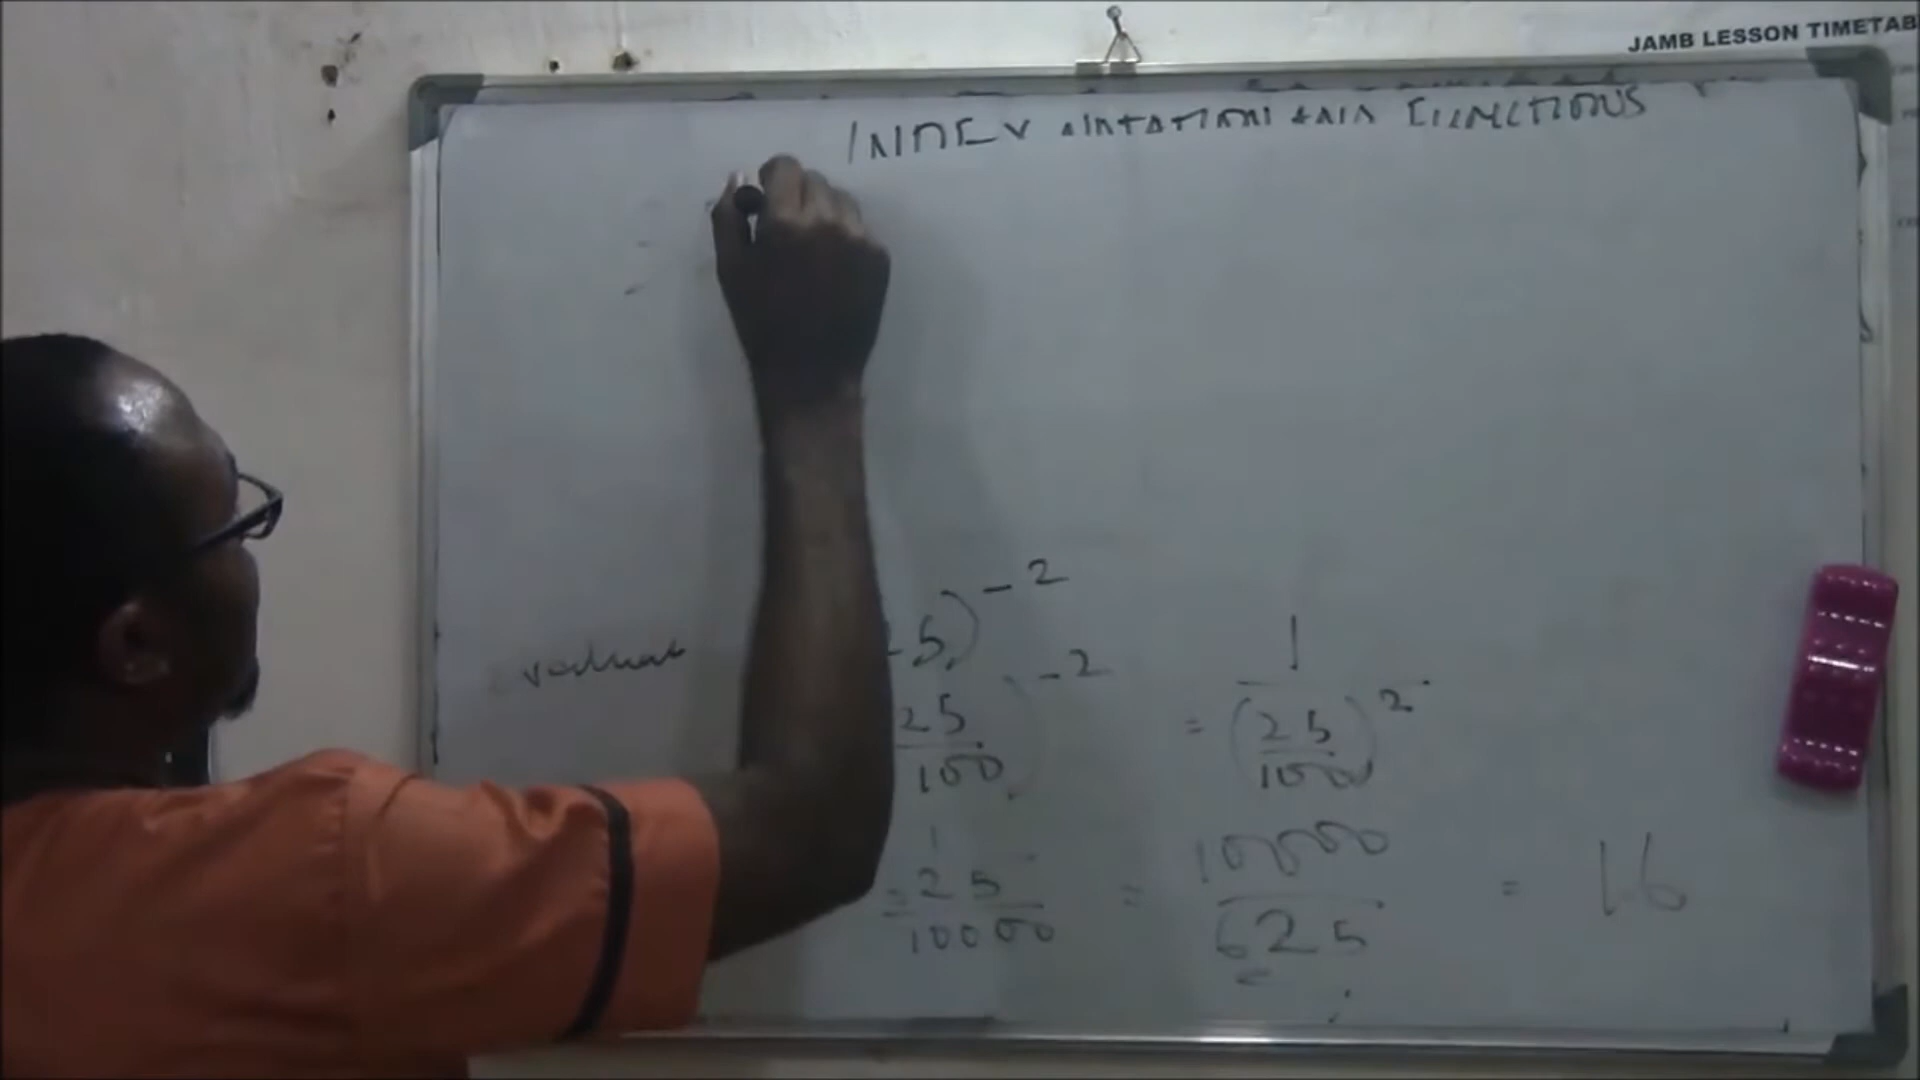 JAMB LESSON TIMETAB
INDEX NOTATION AND FUNCTIONS
5)^-2
25/100)^-2 = 1/(25/100)^2
1/25/10000 = 10000/625 = 16